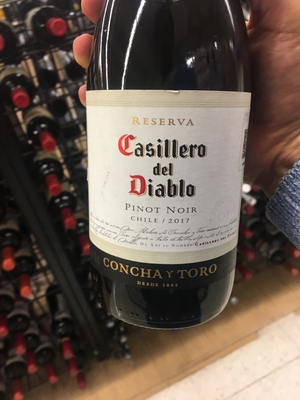 RESERVA
Casillero
del
Diablo
PINOT NOIR
CHILE / 2017
CONCHA Y TORO
DESDE 1883